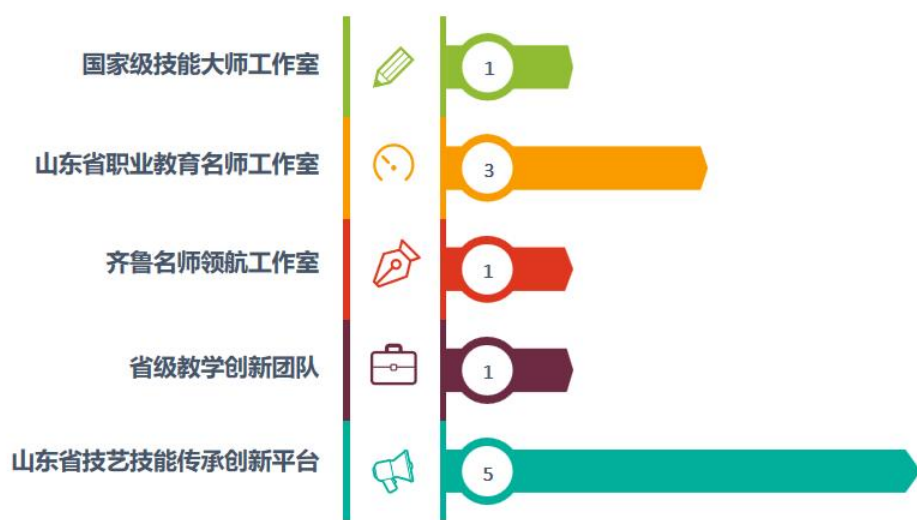 国家级技能大师工作室
1
山东省职业教育名师工作室
3
齐鲁名师领航工作室
1
省级教学创新团队
1
山东省技艺技能传承创新平台
5